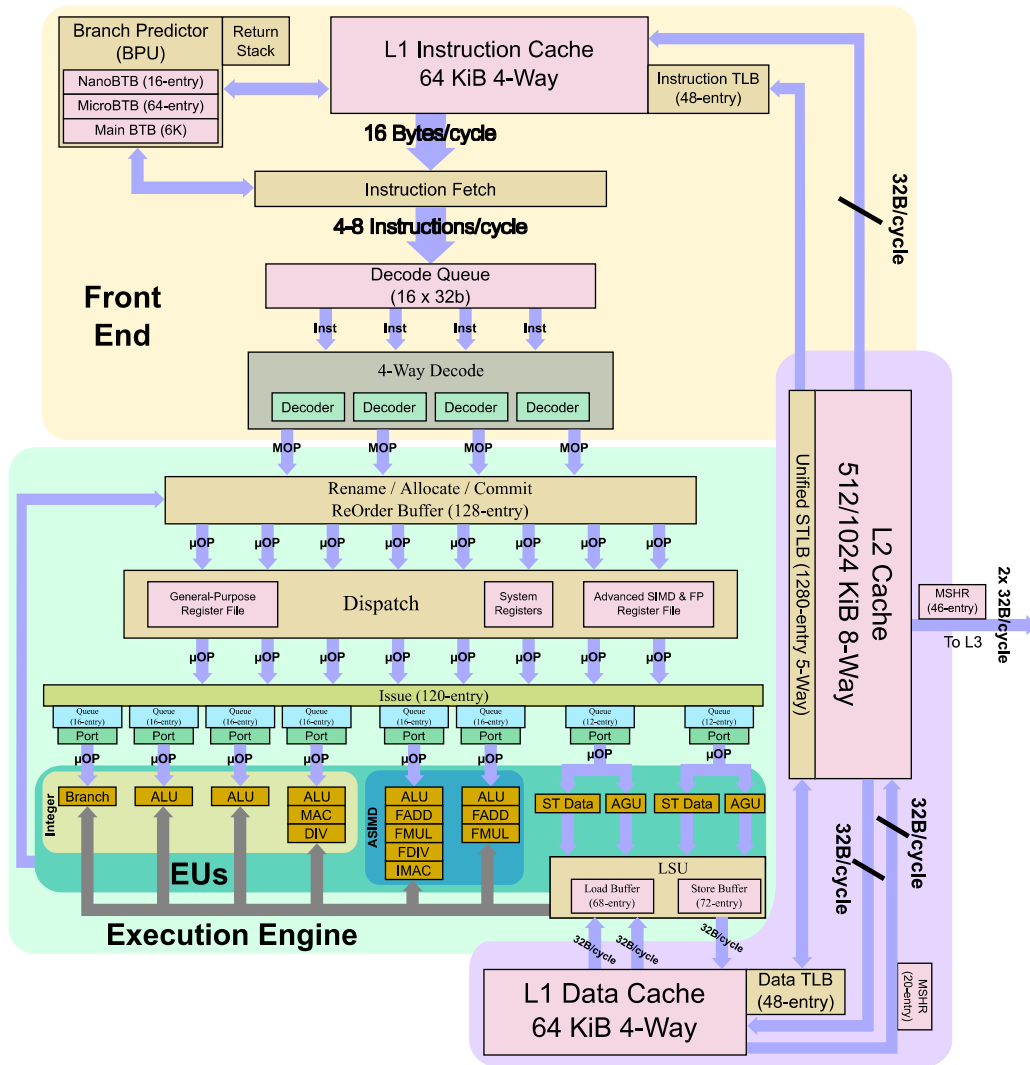 Branch Predictor
(BPU)
Return
Stack
NanoBTB (16-entry)
MicroBTB (64-entry)
Main BTB (6K)
L1 Instruction Cache
64 KiB 4-Way
Instruction TLB
(48-entry)
16 Bytes/cycle
Instruction Fetch
4-8 Instructions/cycle
32B/cycle
Decode Queue
(16 x 32b)
Front
End
Inst
Inst
Inst
Inst
4-Way Decode
Decoder
Decoder
Decoder
Decoder
MOP
MOP
MOP
MOP
Rename / Allocate / Commit
ReOrder Buffer (128-entry)
µOP
µOP
µOP
µOP
µOP
µOP
µOP
µOP
General-Purpose
Register File
Dispatch
System
Registers
Advanced SIMD & FP
Register File
µOP
µOP
µOP
µOP
µOP
µOP
µOP
µOP
Issue (120-entry)
Queue
(16-entry)
Port
Queue
(16-entry)
Port
Queue
(16-entry)
Port
Queue
(16-entry)
Port
Queue
(16-entry)
Port
Queue
(16-entry)
Port
Queue
(12-entry)
Port
Queue
(12-entry)
Port
µOP
µOP
µOP
µOP
µOP
µOP
µOP
µOP
Integer
Branch
ALU
ALU
ALU
MAC
DIV
ASIMD
ALU
FADD
FMUL
FDIV
IMAC
ALU
FADD
FMUL
ST Data
AGU
ST Data
AGU
EUs
LSU
Load Buffer
(68-entry)
Store Buffer
(72-entry)
Execution Engine
32B/cycle
32B/cycle
32B/cycle
L1 Data Cache
64 KiB 4-Way
Data TLB
(48-entry)
MSHR
(20-entry)
32B/cycle
32B/cycle
Unified STLB (1280-entry 5-Way)
L2 Cache
512/1024 KiB 8-Way
MSHR
(46-entry)
To L3
2x 32B/cycle